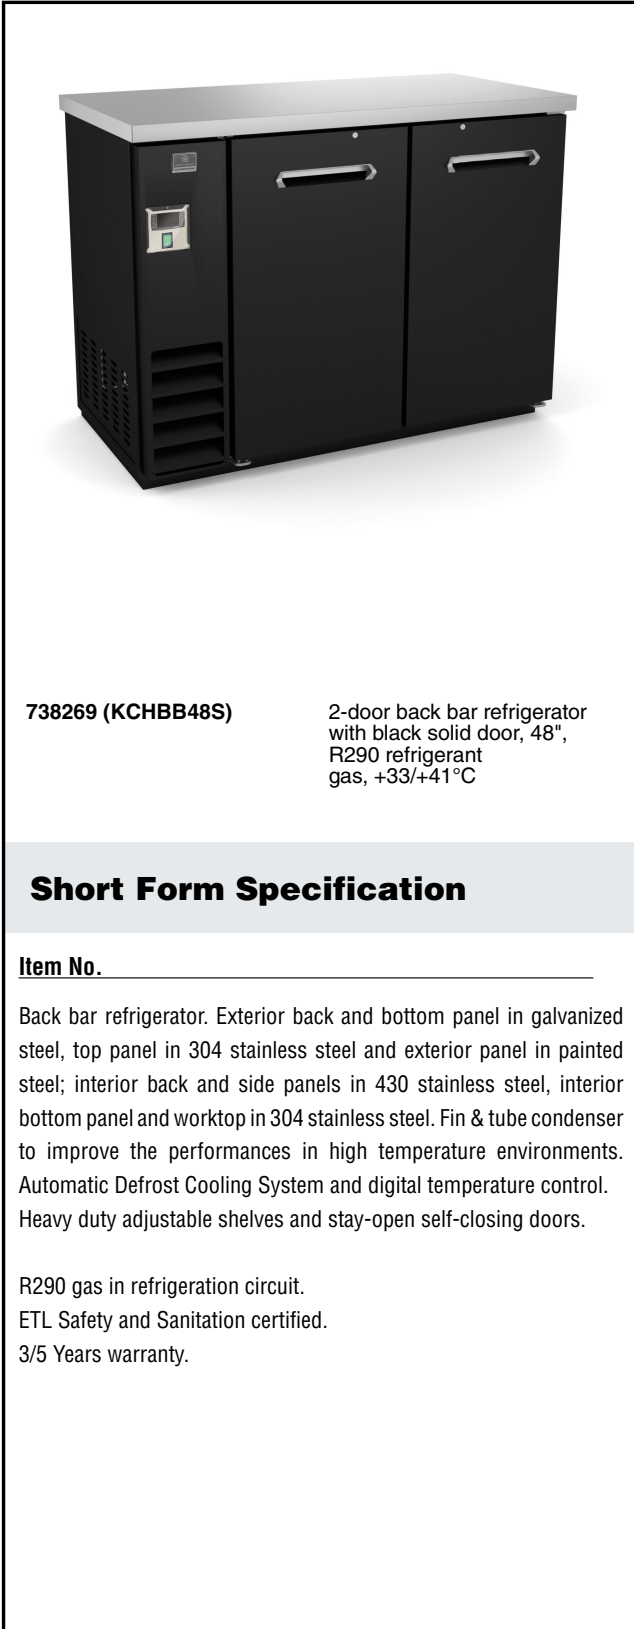 738269 (KCHBB48S)
2-door back bar refrigerator
with black solid door, 48",
R290 refrigerant
gas, +33/+41°C
Short Form Specification
Item No.
Back bar refrigerator. Exterior back and bottom panel in galvanized
steel, top panel in 304 stainless steel and exterior panel in painted
steel; interior back and side panels in 430 stainless steel, interior
bottom panel and worktop in 304 stainless steel. Fin & tube condenser
to improve the performances in high temperature environments.
Automatic Defrost Cooling System and digital temperature control.
Heavy duty adjustable shelves and stay-open self-closing doors.
R290 gas in refrigeration circuit.
ETL Safety and Sanitation certified.
3/5 Years warranty.